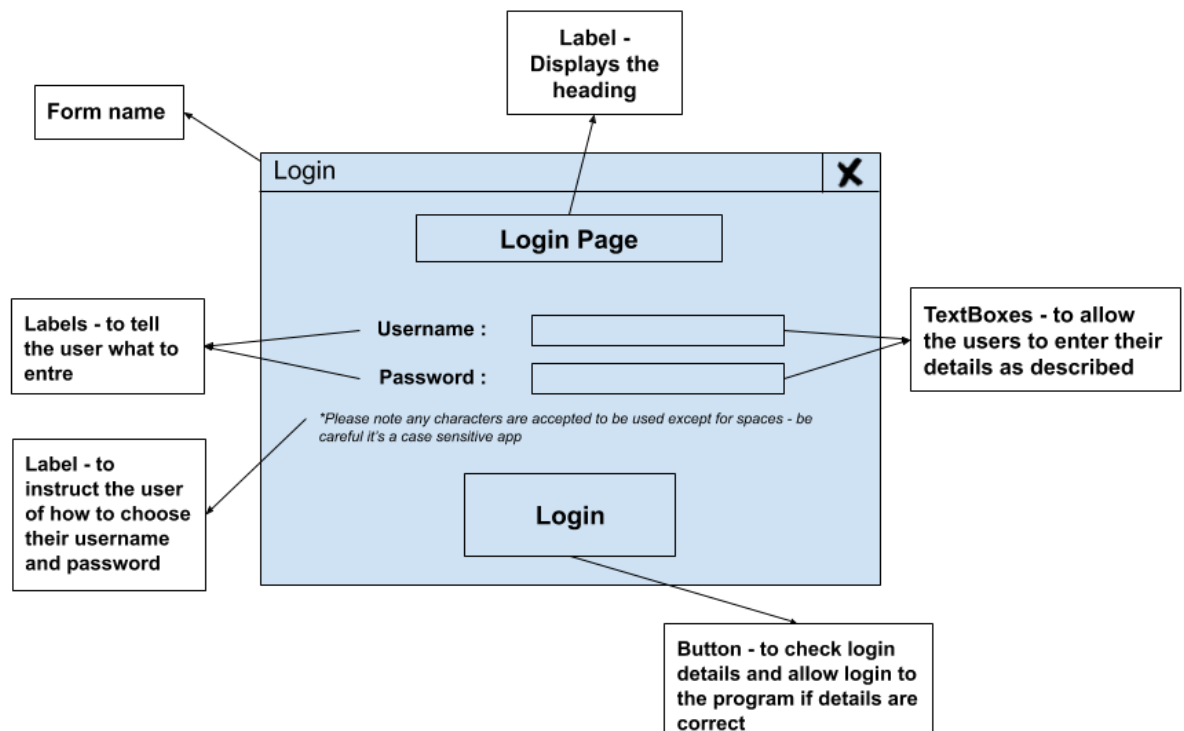 Label -
Displays the
heading
Form name
Login
Login Page
Labels - to tell
the user what to
entre
Username :
Password :
TextBoxes - to allow
the users to enter their
details as described
*Please note any characters are accepted to be used except for spaces - be
careful it's a case sensitive app
Label - to
instruct the user
of how to choose
their username
and password
Login
Button - to check login
details and allow login to
the program if details are
correct